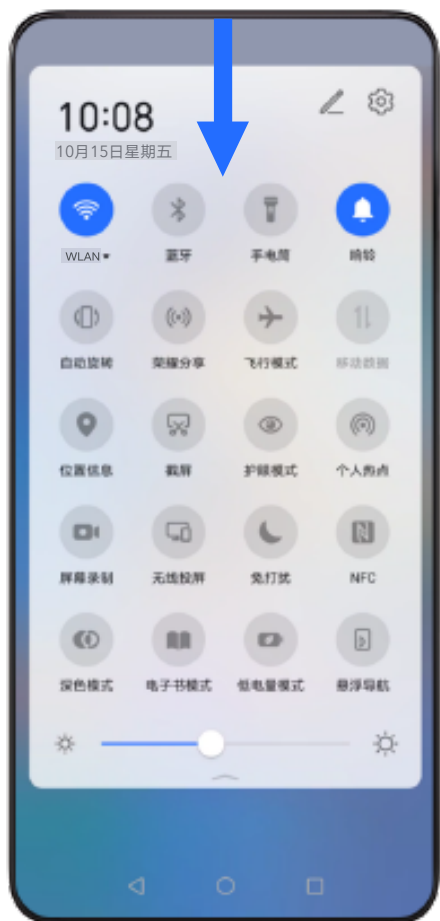 10:08
10月15日星期五
WLAN
蓝牙
手电筒
响铃
自动旋转
荣耀分享
飞行模式
移动数据
位置信息
截屏
护眼模式
个人热点
屏幕录制
无线投屏
免打扰
NFC
深色模式
电子书模式
低电量模式
悬浮导航